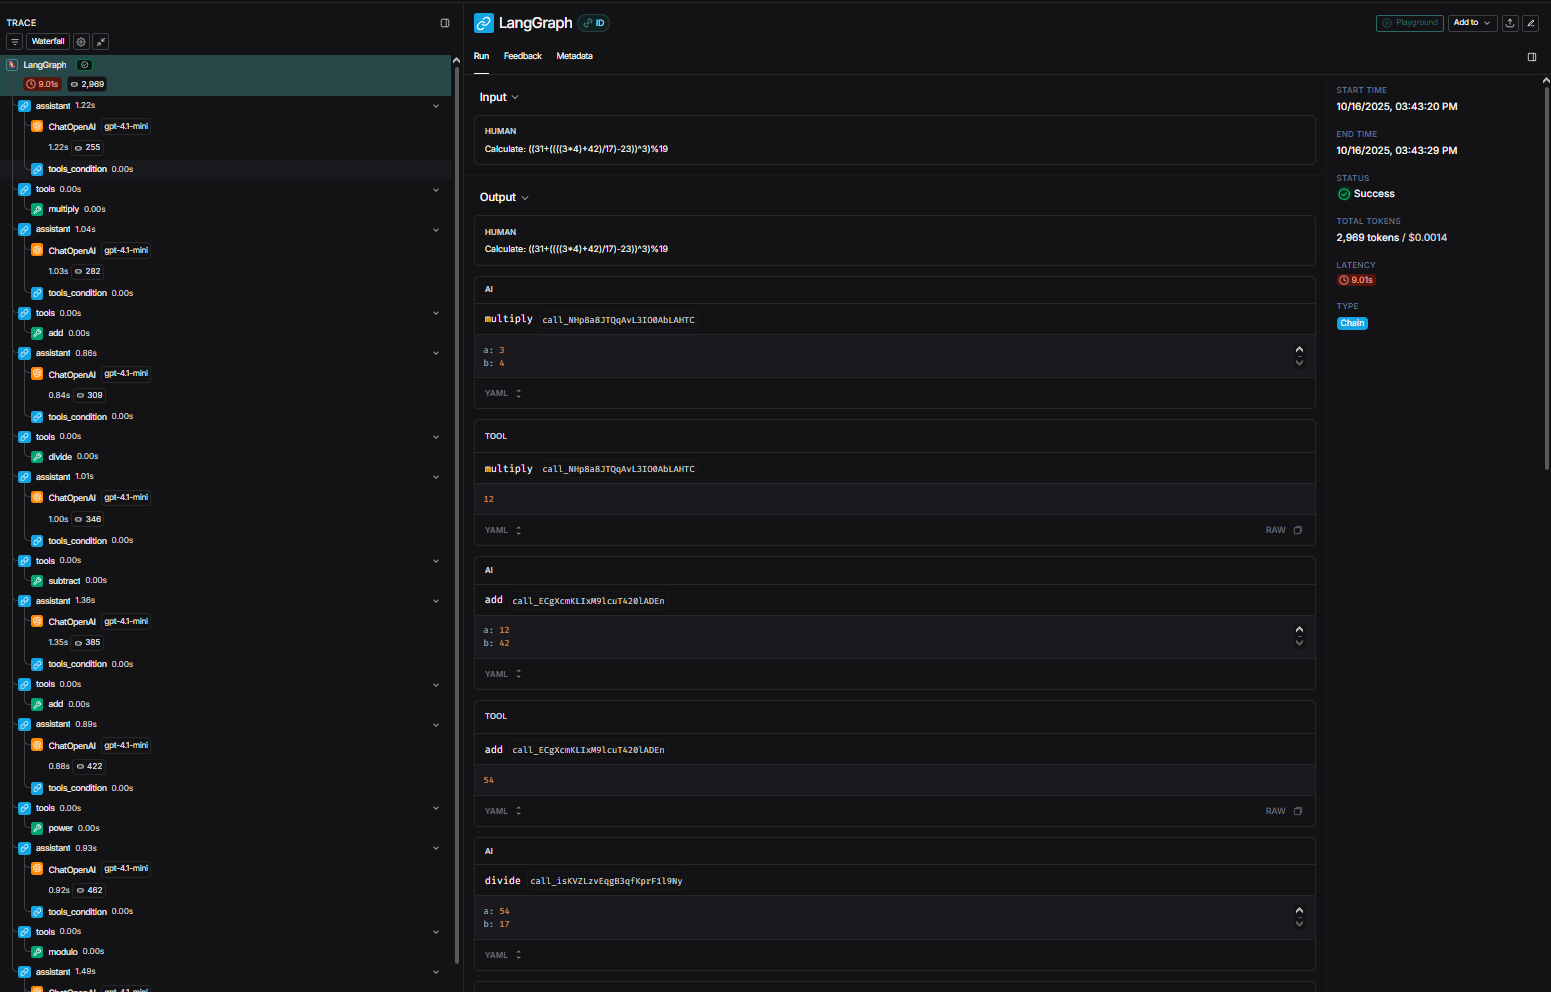 TRACE
Waterfall
LangGraph
9.01s 2,969
assistant 1.22s
ChatOpenAI gpt-4.1-mini
1.22s 255
tools_condition 0.00s
tools 0.00s
multiply 0.00s
assistant 1.04s
ChatOpenAI gpt-4.1-mini
1.03s 282
tools_condition 0.00s
tools 0.00s
add 0.00s
assistant 0.86s
ChatOpenAI gpt-4.1-mini
0.84s 309
tools_condition 0.00s
tools 0.00s
divide 0.00s
assistant 1.01s
ChatOpenAI gpt-4.1-mini
1.00s 346
tools_condition 0.00s
tools 0.00s
subtract 0.00s
assistant 1.36s
ChatOpenAI gpt-4.1-mini
1.35s 385
tools_condition 0.00s
tools 0.00s
add 0.00s
assistant 0.89s
ChatOpenAI gpt-4.1-mini
0.88s 422
tools_condition 0.00s
tools 0.00s
power 0.00s
assistant 0.93s
ChatOpenAI gpt-4.1-mini
0.92s 462
tools_condition 0.00s
tools 0.00s
modulo 0.00s
assistant 1.49s
ChatOpenAI gpt-4.1-mini
LangGraph ID
Playground Add to
Run Feedback Metadata
Input
HUMAN
Calculate: ((31+((((3*4)+42)/17)-23))^3)%19
Output
HUMAN
Calculate: ((31+((((3*4)+42)/17)-23))^3)%19
AI
multiply call_NHp8a8JTQqAvL3IO0AbLAHTC
a: 3
b: 4
YAML
TOOL
multiply call_NHp8a8JTQqAvL3IO0AbLAHTC
12
YAML RAW
AI
add call_ECgXcmKLIxM9lcuT420lADEn
a: 12
b: 42
YAML
TOOL
add call_ECgXcmKLIxM9lcuT420lADEn
54
YAML RAW
AI
divide call_isKVZLzvEqgB3qfKprF1l9Ny
a: 54
b: 17
YAML
START TIME
10/16/2025, 03:43:20 PM
END TIME
10/16/2025, 03:43:29 PM
STATUS
Success
TOTAL TOKENS
2,969 tokens / $0.0014
LATENCY
9.01s
TYPE
Chain